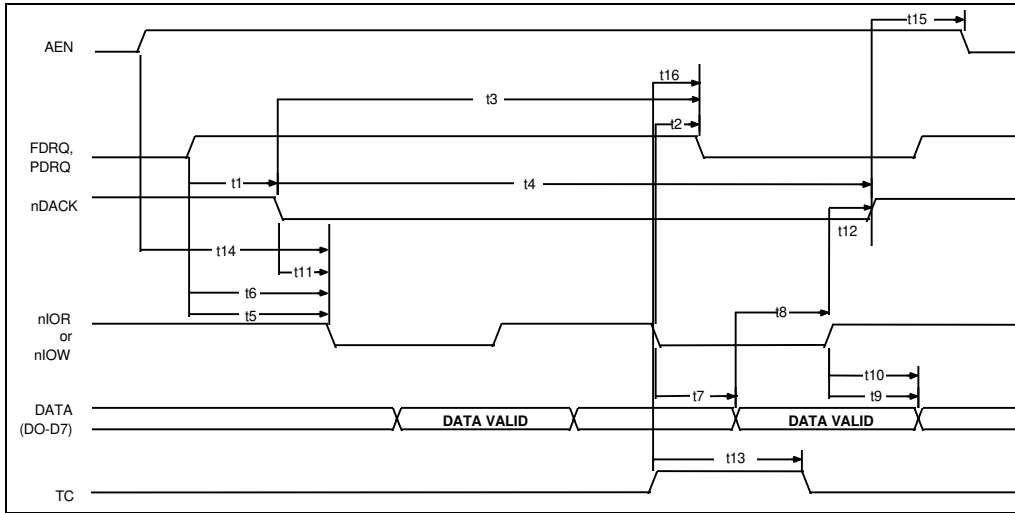 t15
AEN
t16
t3
t2
FDRQ,
PDRQ
t1
t4
nDACK
t12
t14
t11
t6
t5
t8
nIOR
or
nIOW
t10
t7
t9
DATA
(DO-D7)
DATA VALID
DATA VALID
t13
TC